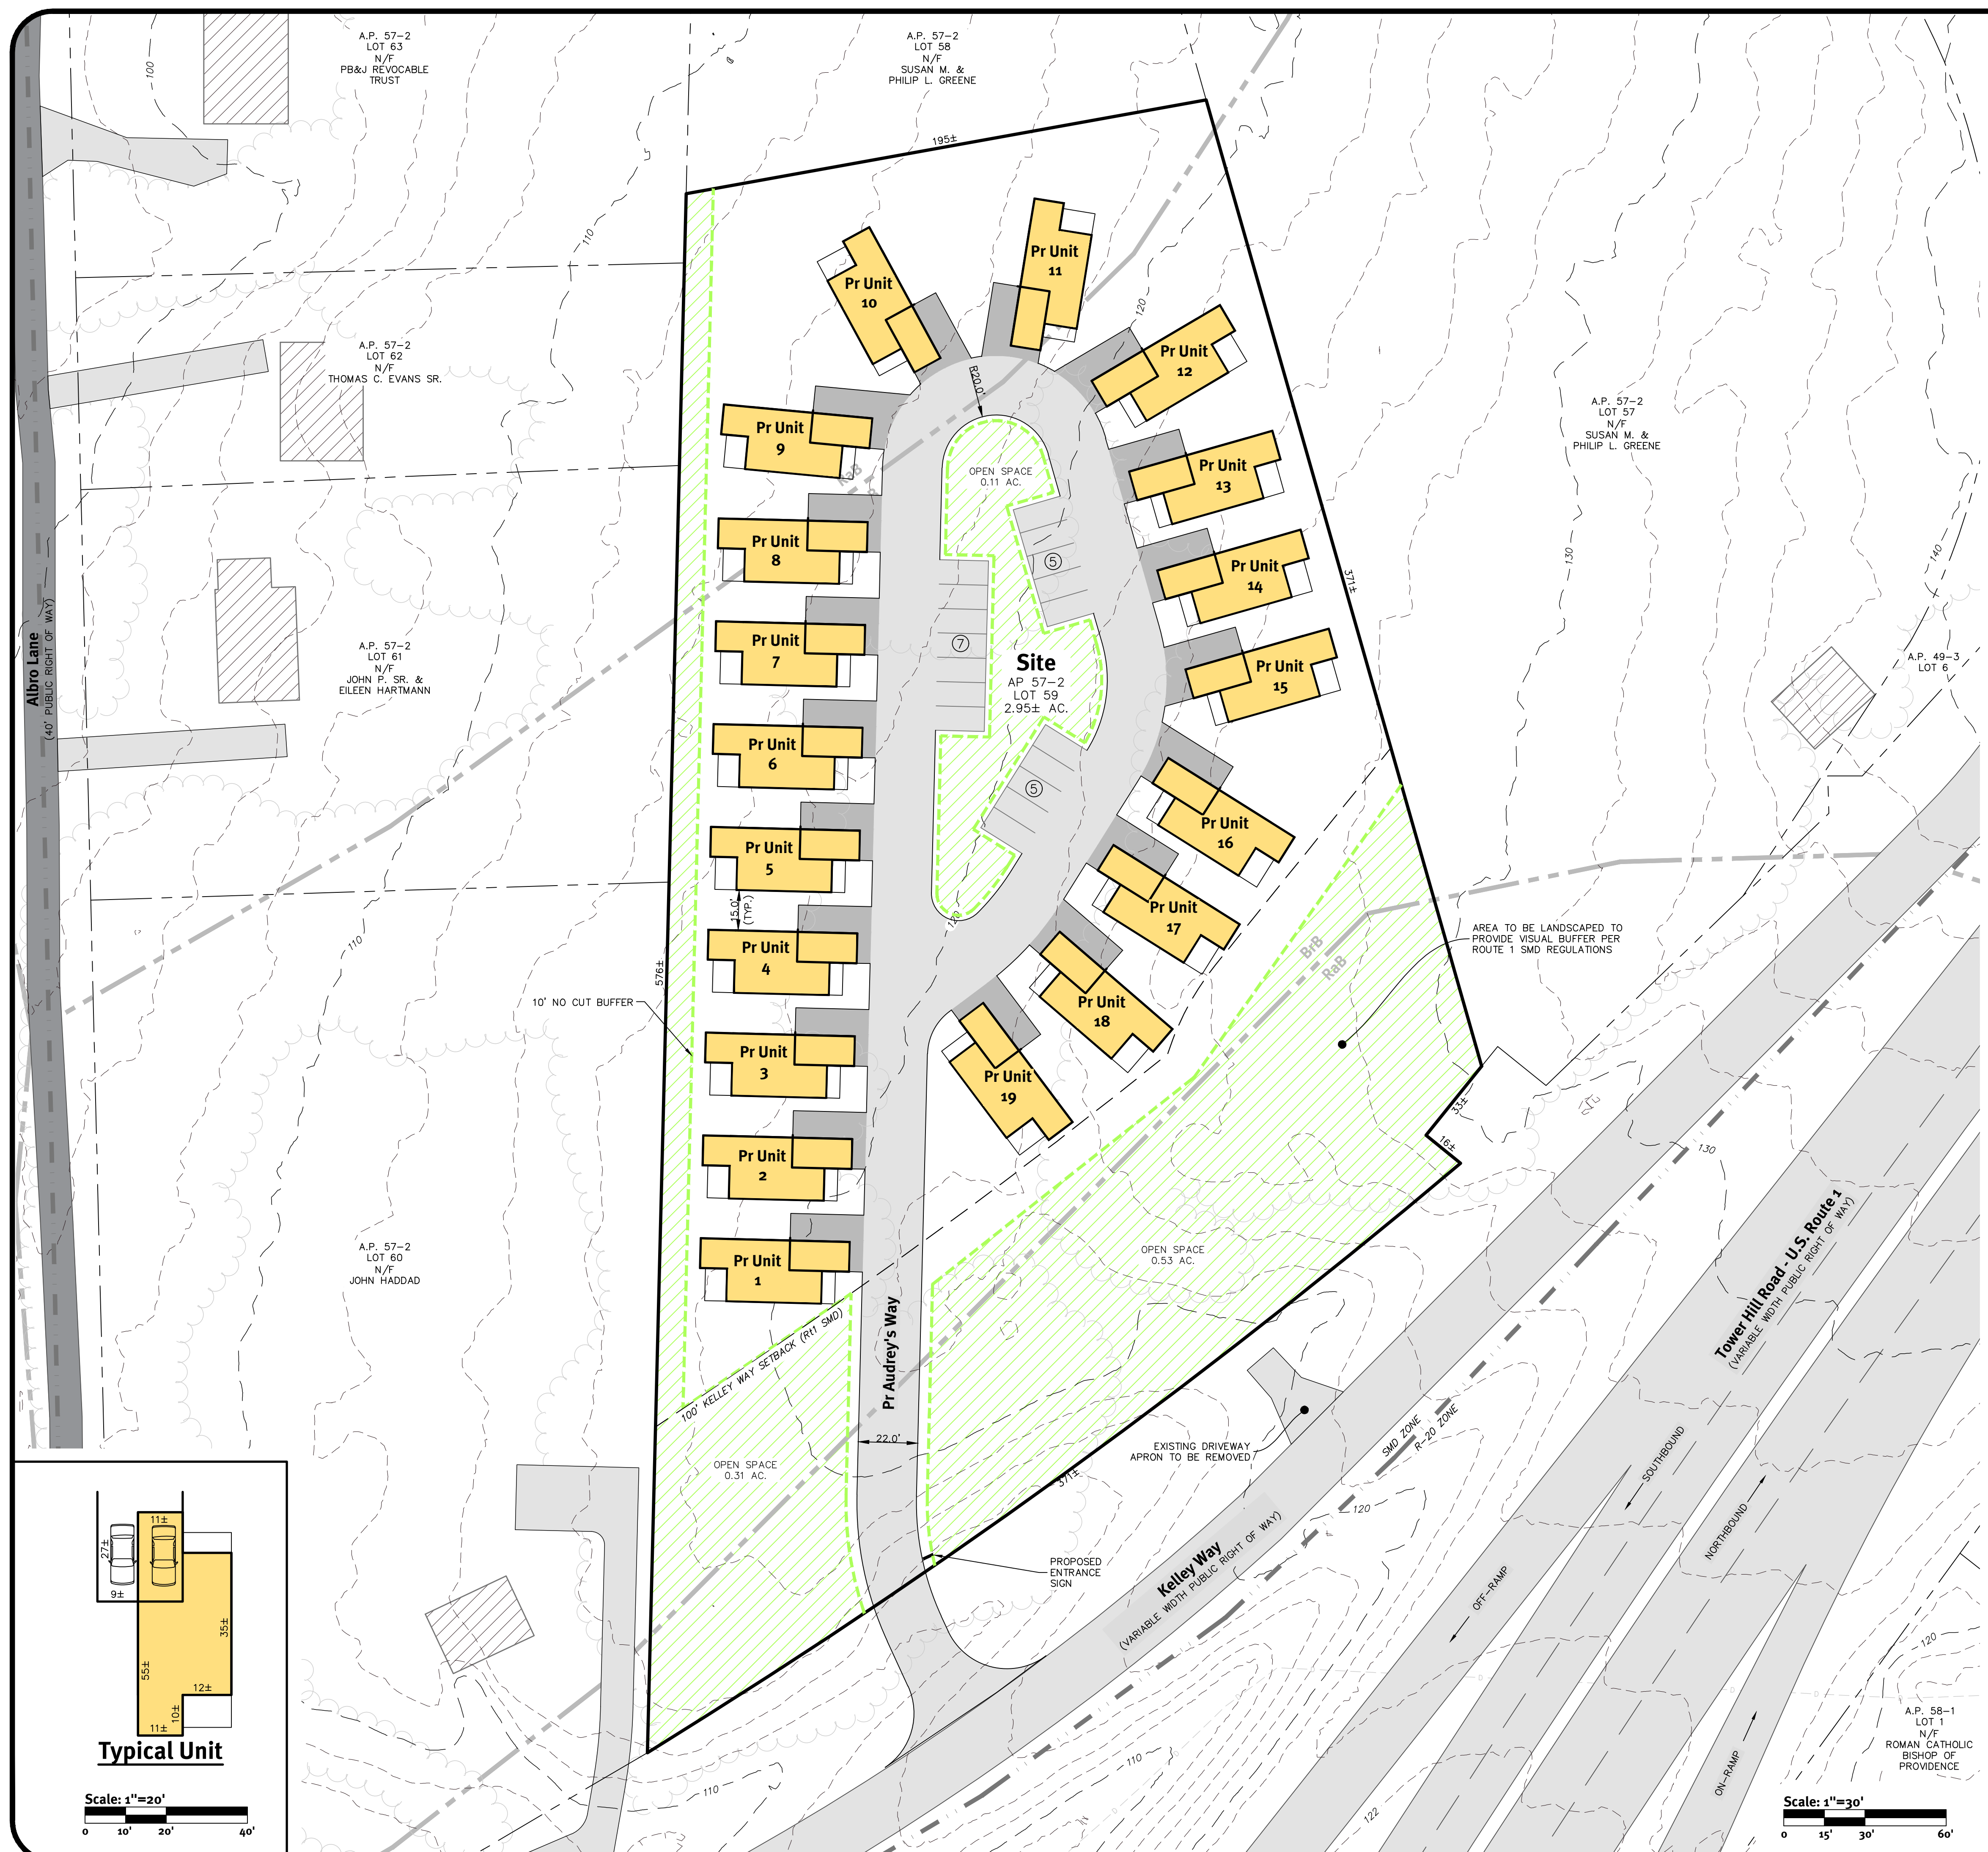 A.P. 57-2
LOT 63
N/F
PB&J REVOCABLE
TRUST
A.P. 57-2
LOT 58
N/F
SUSAN M. &
PHILIP L. GREENE
100
195±
110
Pr Unit
11
Pr Unit
10
120
Pr Unit
12
A.P. 57-2
LOT 62
N/F
THOMAS C. EVANS SR.
R20.0'
A.P. 57-2
LOT 57
N/F
SUSAN M. &
PHILIP L. GREENE
Pr Unit
9
RaB
OPEN SPACE
0.11 AC.
Pr Unit
13
Pr Unit
8
5
Pr Unit
14
130
371±
140
Albro Lane
(40' PUBLIC RIGHT OF WAY)
A.P. 57-2
LOT 61
N/F
JOHN P. SR. &
EILEEN HARTMANN
Pr Unit
7
7
Site
AP 57-2
LOT 59
2.95± AC.
Pr Unit
15
A.P. 49-3
LOT 6
Pr Unit
6
5
Pr Unit
16
Pr Unit
5
15.0'
(TYP.)
120
Pr Unit
17
AREA TO BE LANDSCAPED TO
PROVIDE VISUAL BUFFER PER
ROUTE 1 SMD REGULATIONS
BrB
RaB
110
576±
Pr Unit
4
10' NO CUT BUFFER
Pr Unit
18
Pr Unit
3
Pr Unit
19
33±
16±
130
Pr Unit
2
A.P. 57-2
LOT 60
N/F
JOHN HADDAD
Pr Unit
1
OPEN SPACE
0.53 AC.
Tower Hill Road - U.S. Route 1
(VARIABLE WIDTH PUBLIC RIGHT OF WAY)
100' KELLEY WAY SETBACK (Rt1 SMD)
Pr Audrey's Way
22.0'
OPEN SPACE
0.31 AC.
EXISTING DRIVEWAY
APRON TO BE REMOVED
SMD ZONE
R-20 ZONE
371±
SOUTHBOUND
NORTHBOUND
120
PROPOSED
ENTRANCE
SIGN
Kelley Way
(VARIABLE WIDTH PUBLIC RIGHT OF WAY)
OFF-RAMP
ON-RAMP
120
110
110
122
A.P. 58-1
LOT 1
N/F
ROMAN CATHOLIC
BISHOP OF
PROVIDENCE
11±
27±
9±
35±
55±
12±
10±
11±
Typical Unit
Scale: 1"=20'
0 10' 20' 40'
Scale: 1"=30'
0 15' 30' 60'